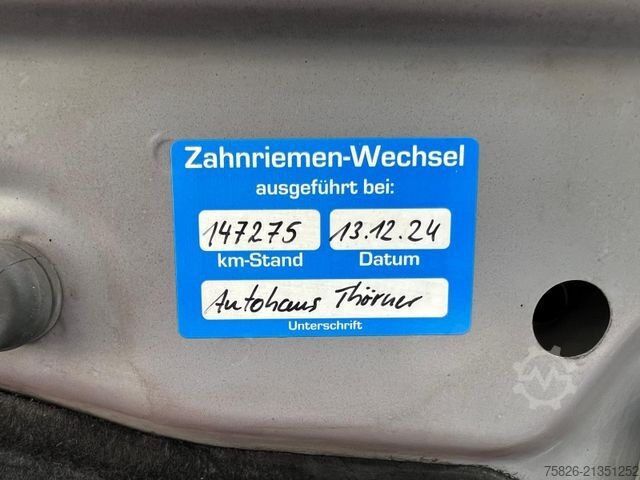 Zahnriemen-Wechsel
ausgeführt bei:
147275 13.12.24
km-Stand Datum
Autohaus Thörner
Unterschrift
75826-21351252